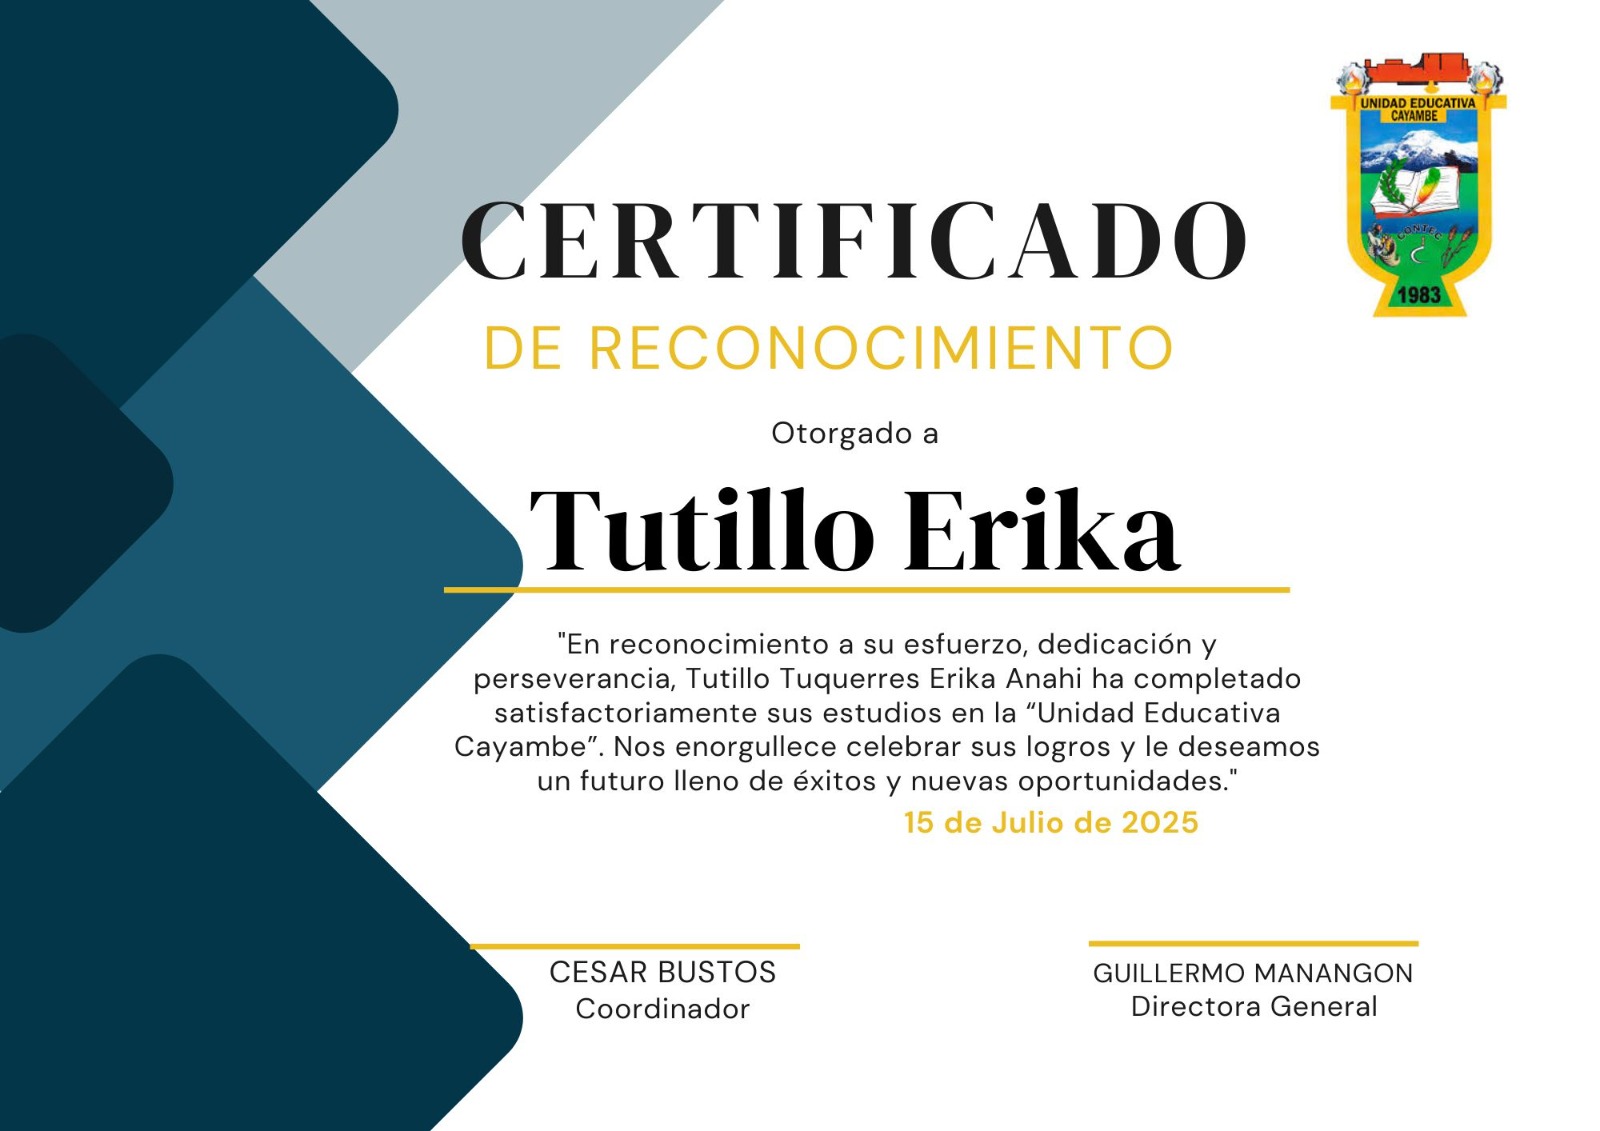 UNIDAD EDUCATIVA
CAYAMBE
CONTEC
1983
CERTIFICADO
DE RECONOCIMIENTO
Otorgado a
Tutillo Erika
"En reconocimiento a su esfuerzo, dedicación y
perseverancia, Tutillo Tuquerres Erika Anahi ha completado
satisfactoriamente sus estudios en la “Unidad Educativa
Cayambe”. Nos enorgullece celebrar sus logros y le deseamos
un futuro lleno de éxitos y nuevas oportunidades."
15 de Julio de 2025
CESAR BUSTOS
Coordinador
GUILLERMO MANANGON
Directora General